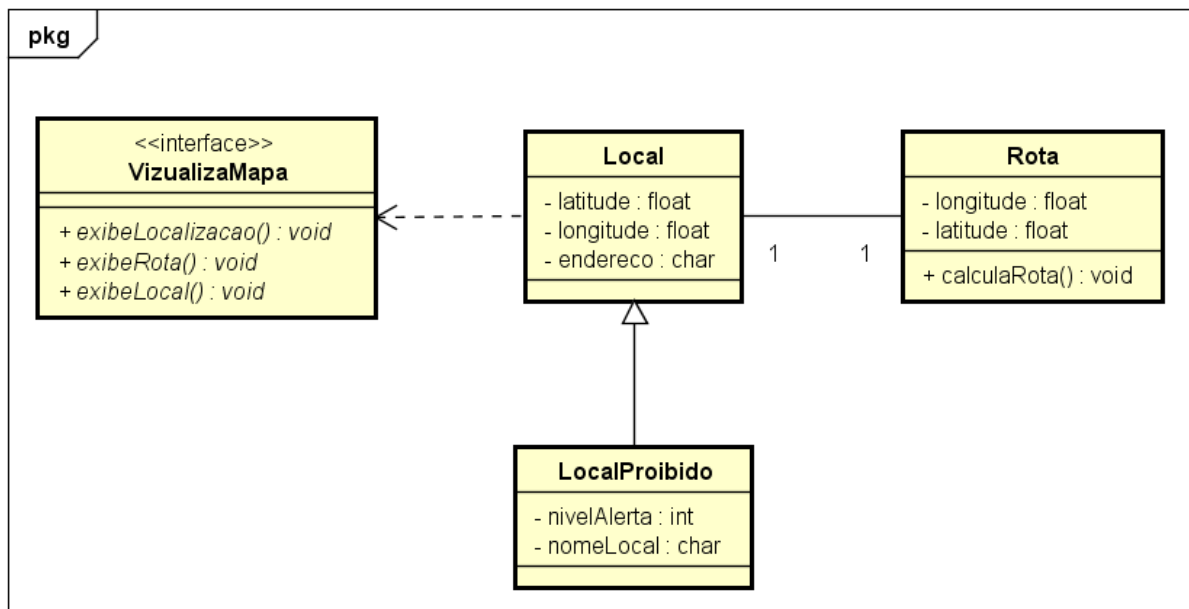 pkg
<<interface>>
VizualizaMapa
+ exibeLocalizacao() : void
+ exibeRota() : void
+ exibeLocal() : void
Local
- latitude : float
- longitude : float
- endereco : char
1
1
Rota
- longitude : float
- latitude : float
+ calculaRota() : void
LocalProibido
- nivelAlerta : int
- nomeLocal : char